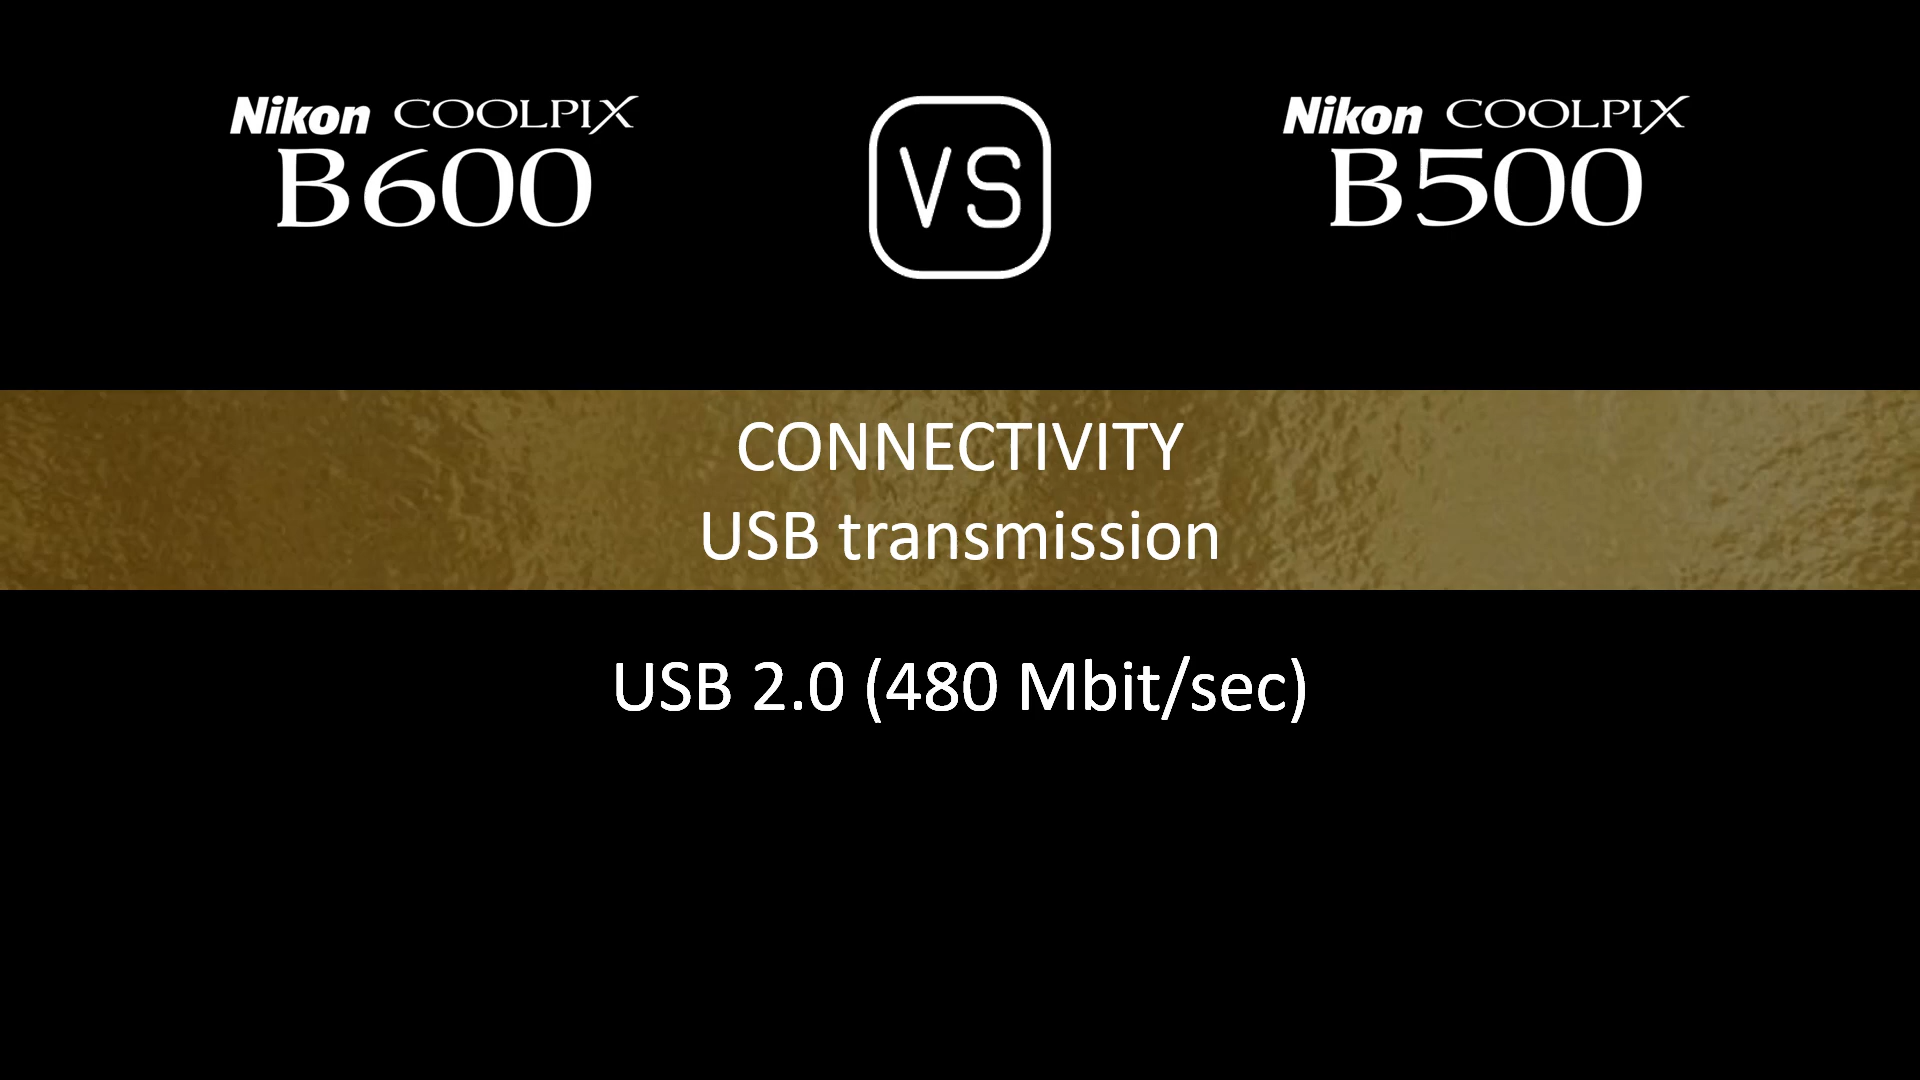 Nikon COOLPIX
B600
VS
Nikon COOLPIX
B500
CONNECTIVITY
USB transmission
USB 2.0 (480 Mbit/sec)